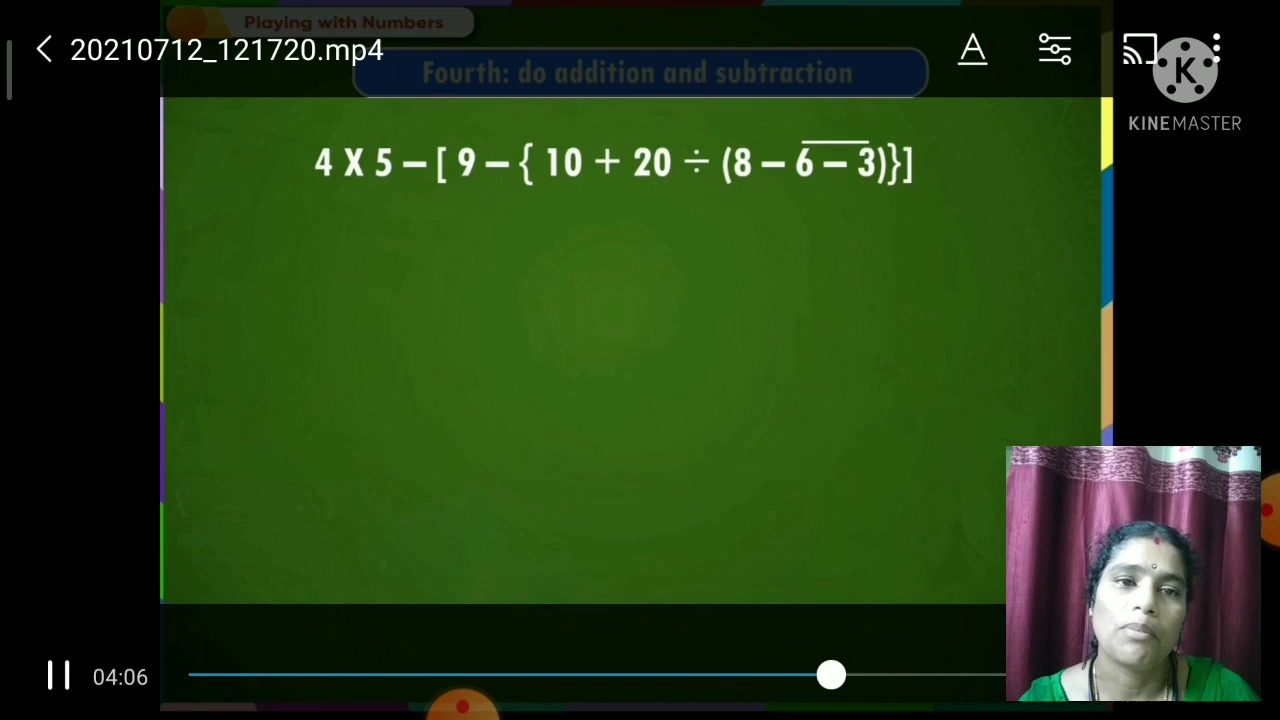 Playing with Numbers
20210712_121720.mp4
Fourth: do addition and subtraction
K
KINEMASTER
4 X 5 – [ 9 – { 10 + 20 ÷ (8 – 6̅ ̅–̅ ̅3̅)}]
04:06